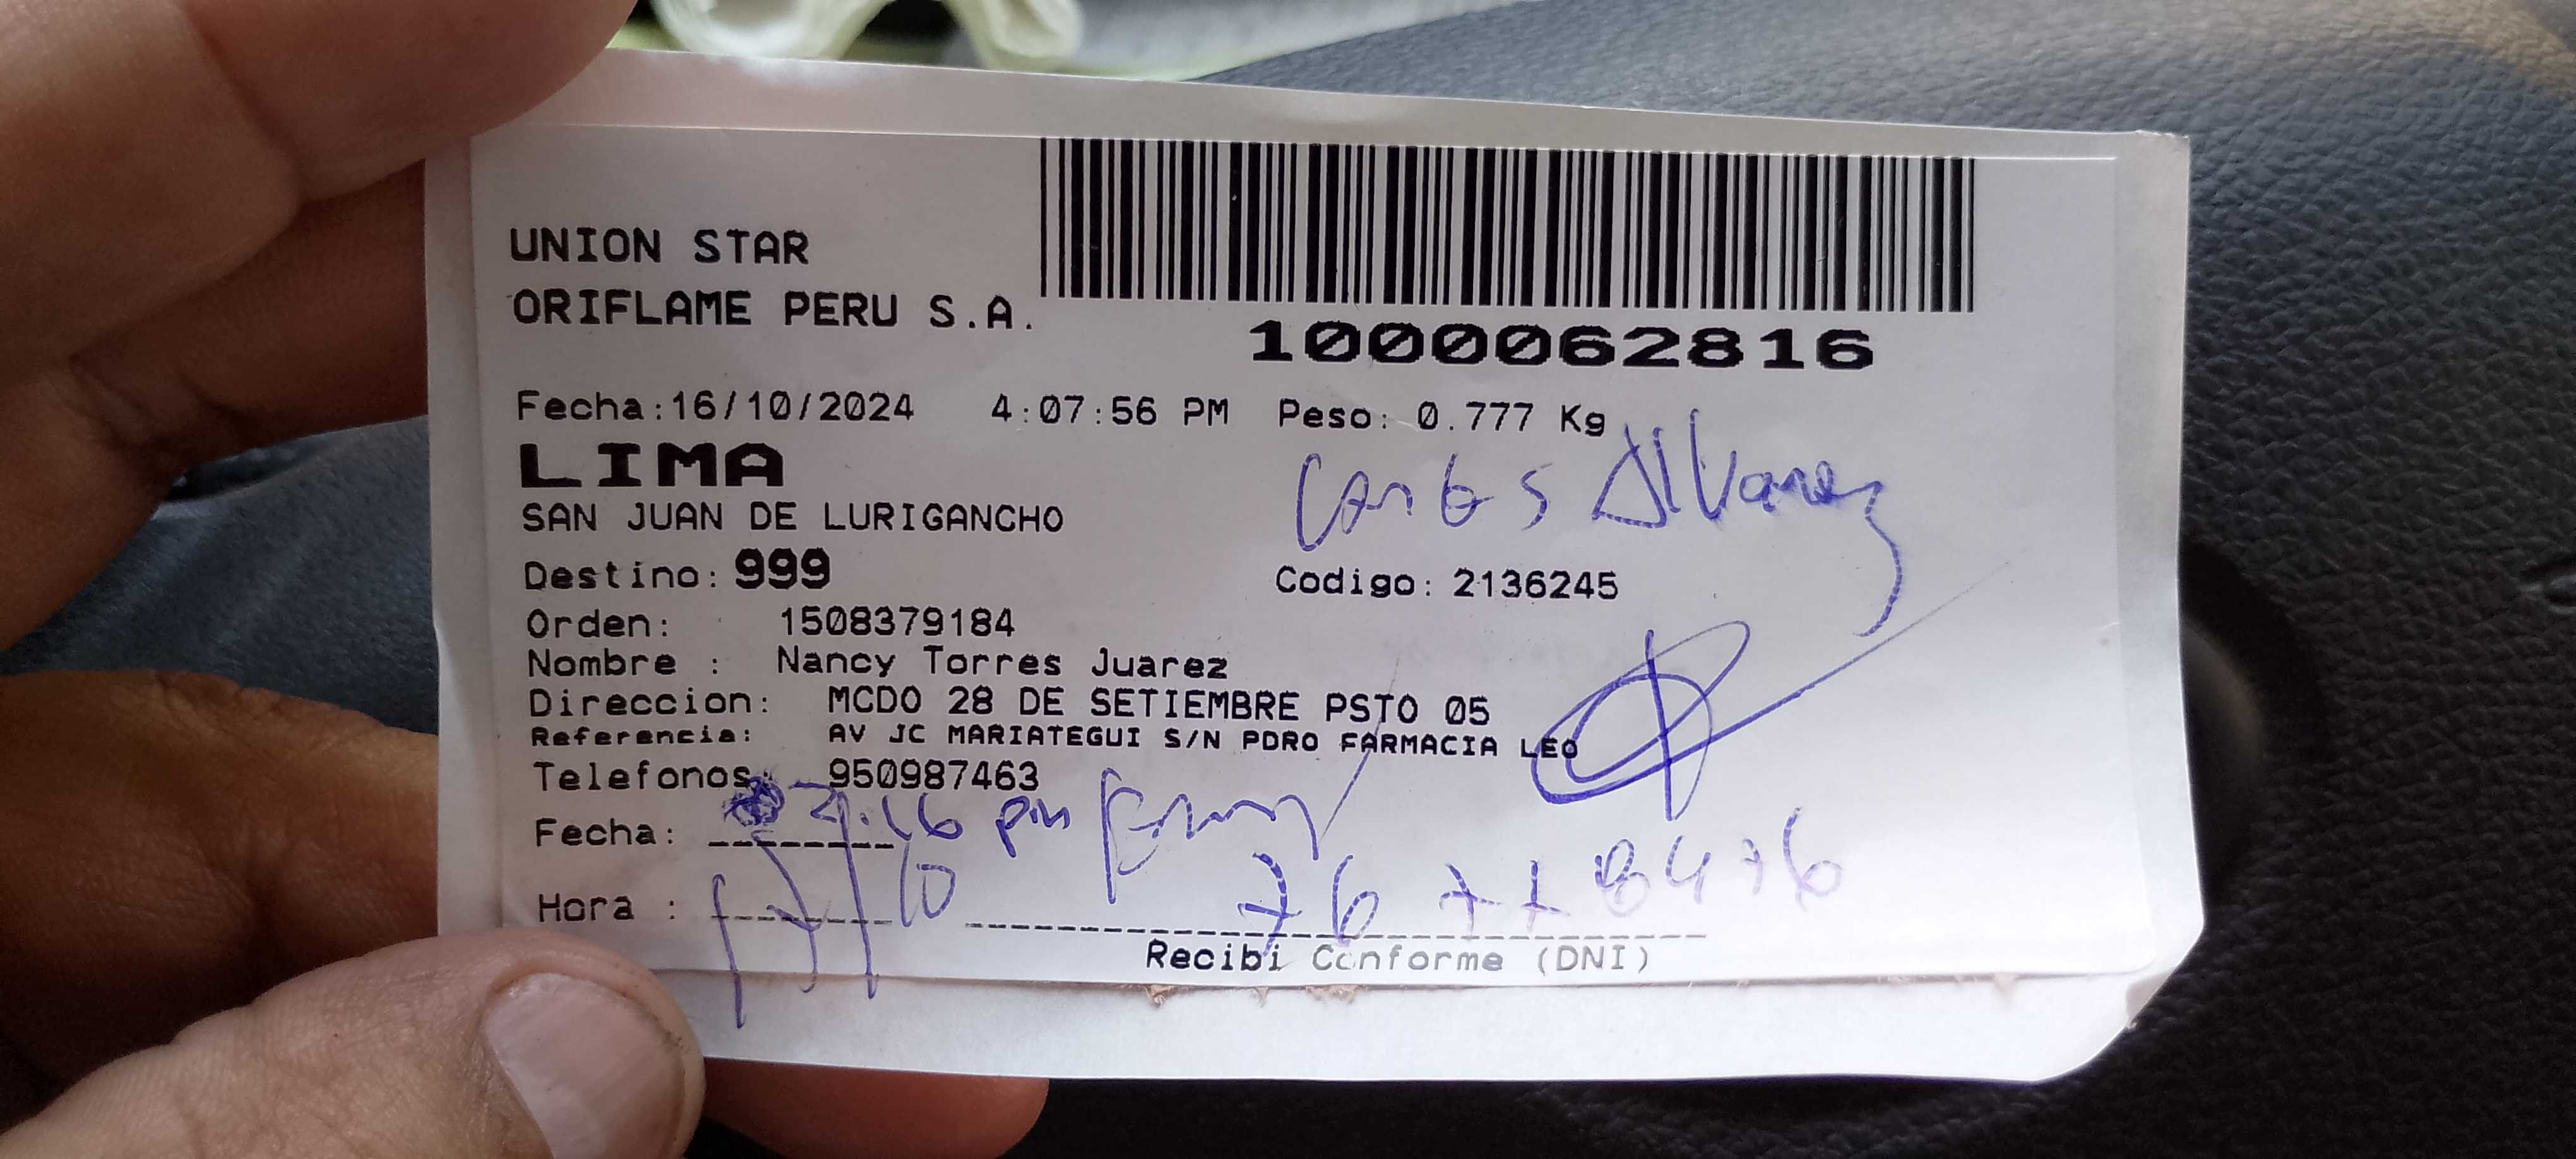 UNION STAR
ORIFLAME PERU S.A.
1000062816
Fecha:16/10/2024 4:07:56 PM Peso: 0.777 Kg
LIMA
Carlos Alvarez
SAN JUAN DE LURIGANCHO
Destino: 999 Codigo: 2136245
Orden: 1508379184
Nombre : Nancy Torres Juarez
Direccion: MCDO 28 DE SETIEMBRE PSTO 05
Referencia: AV JC MARIATEGUI S/N PDRO FARMACIA LEO
Telefonos: 950987463
Fecha: pm
Hora : 17/10
Recibi Conforme (DNI)